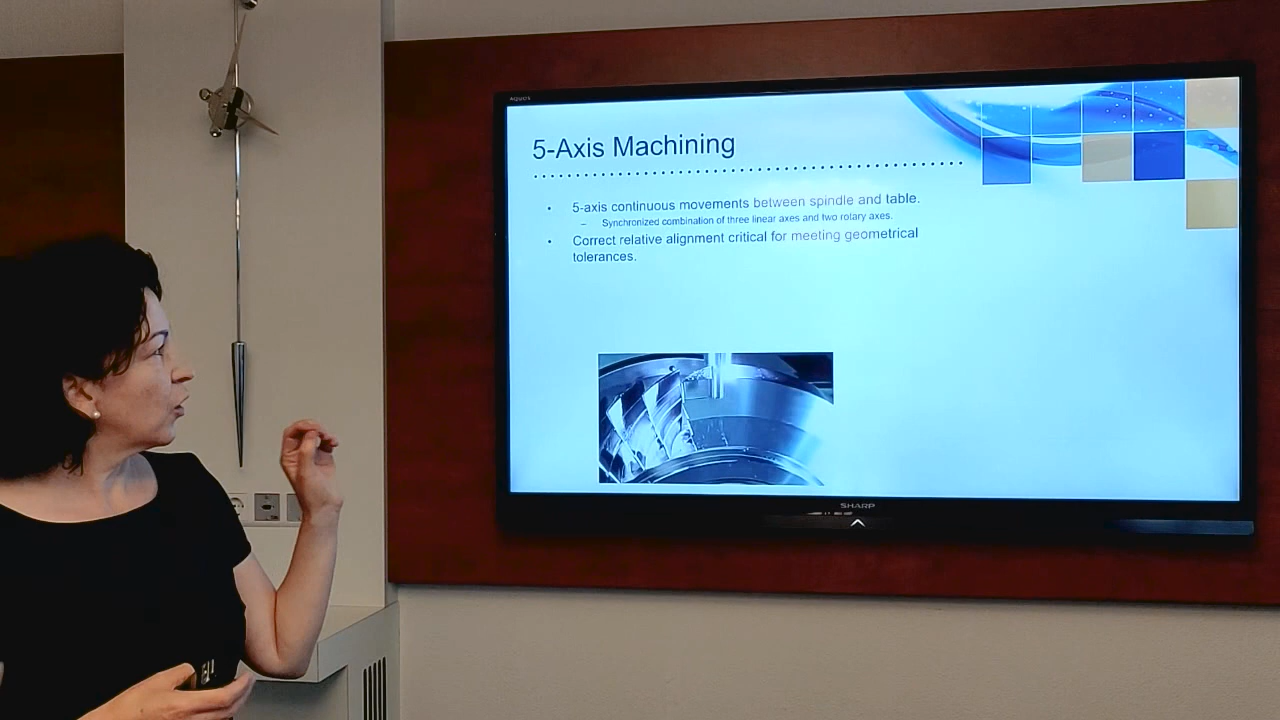 AQUOS
5-Axis Machining
• 5-axis continuous movements between spindle and table.
– Synchronized combination of three linear axes and two rotary axes.
• Correct relative alignment critical for meeting geometrical
tolerances.
SHARP